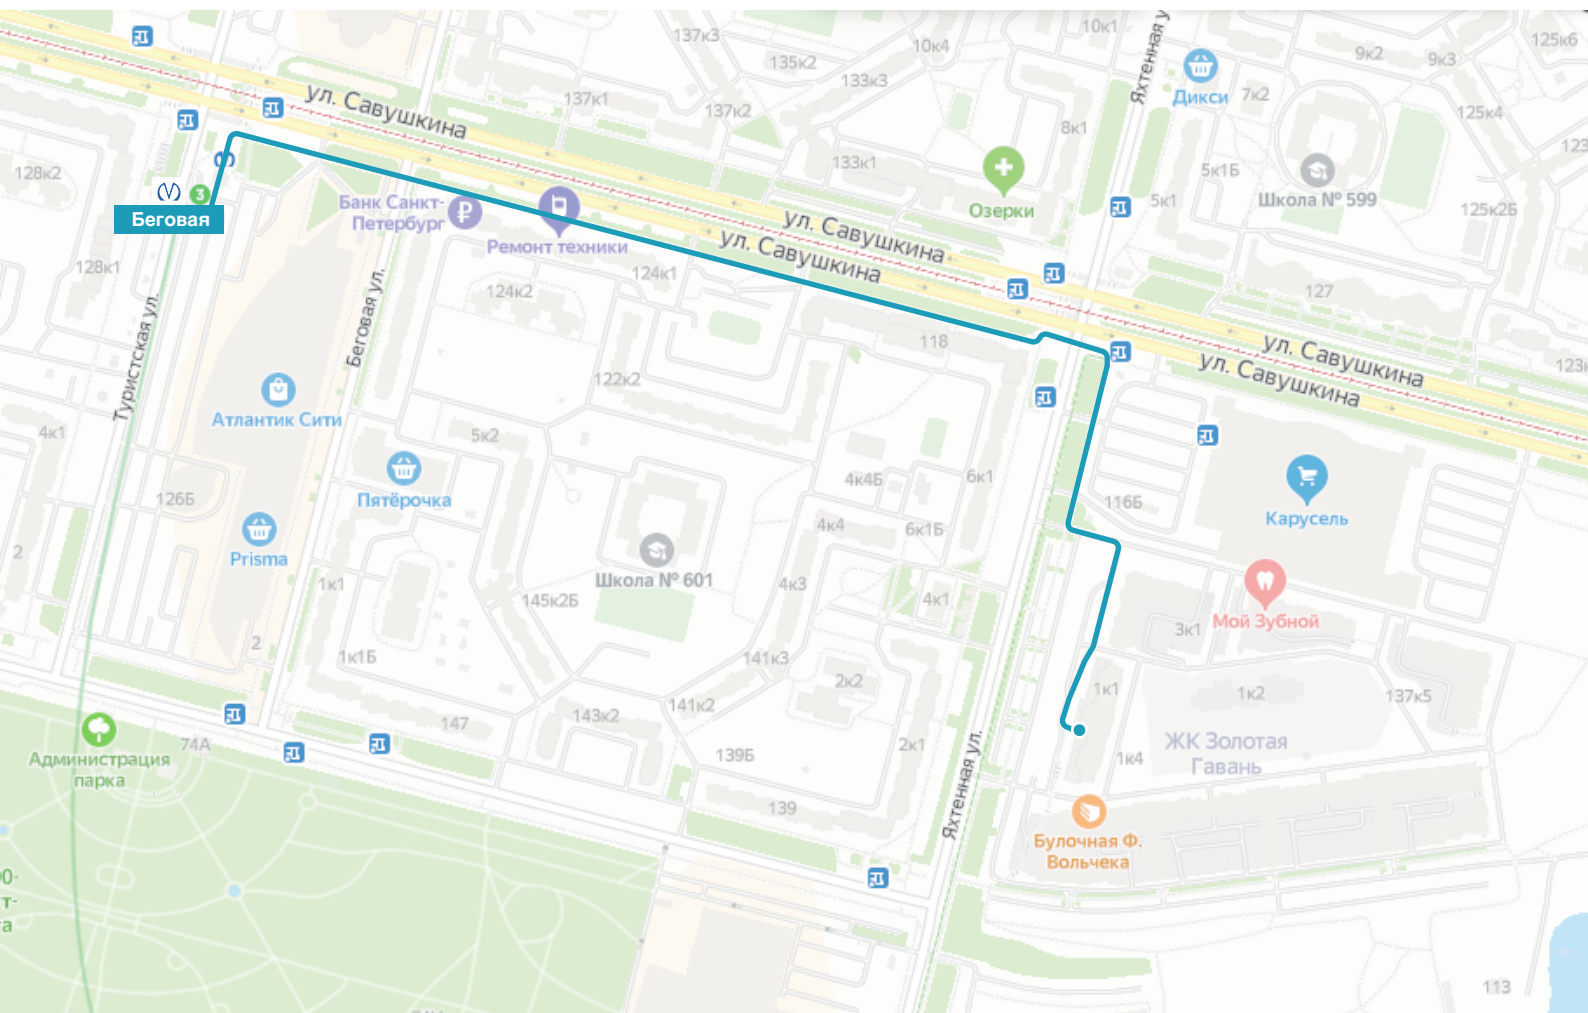 137к3
10к4
10к1
Яхтенная у
9к2
9к3
125к6
135к2
133к3
Дикси
7к2
137к1
137к2
ул. Савушкина
8к1
125к4
123
128к2
133к1
Озерки
5к1Б
5к1
Школа № 599
125к2Б
3
Беговая
Банк Санкт-
Петербург
Ремонт техники
ул. Савушкина
ул. Савушкина
128к1
124к1
124к2
127
Туристская ул.
Беговая ул.
118
ул. Савушкина
ул. Савушкина
123к
122к2
Атлантик Сити
4к1
5к2
Пятёрочка
126Б
4к4Б
6к1
116Б
Карусель
4к4
6к1Б
2
Prisma
Школа № 601
1к1
145к2Б
4к3
4к1
3к1
Мой Зубной
2
1к1Б
141к3
2к2
1к1
1к2
137к5
141к2
147
143к2
74А
Администрация
парка
139Б
2к1
1к4
ЖК Золотая
Гавань
Яхтенная ул.
139
Булочная Ф.
Вольчека
00-
т-
га
113